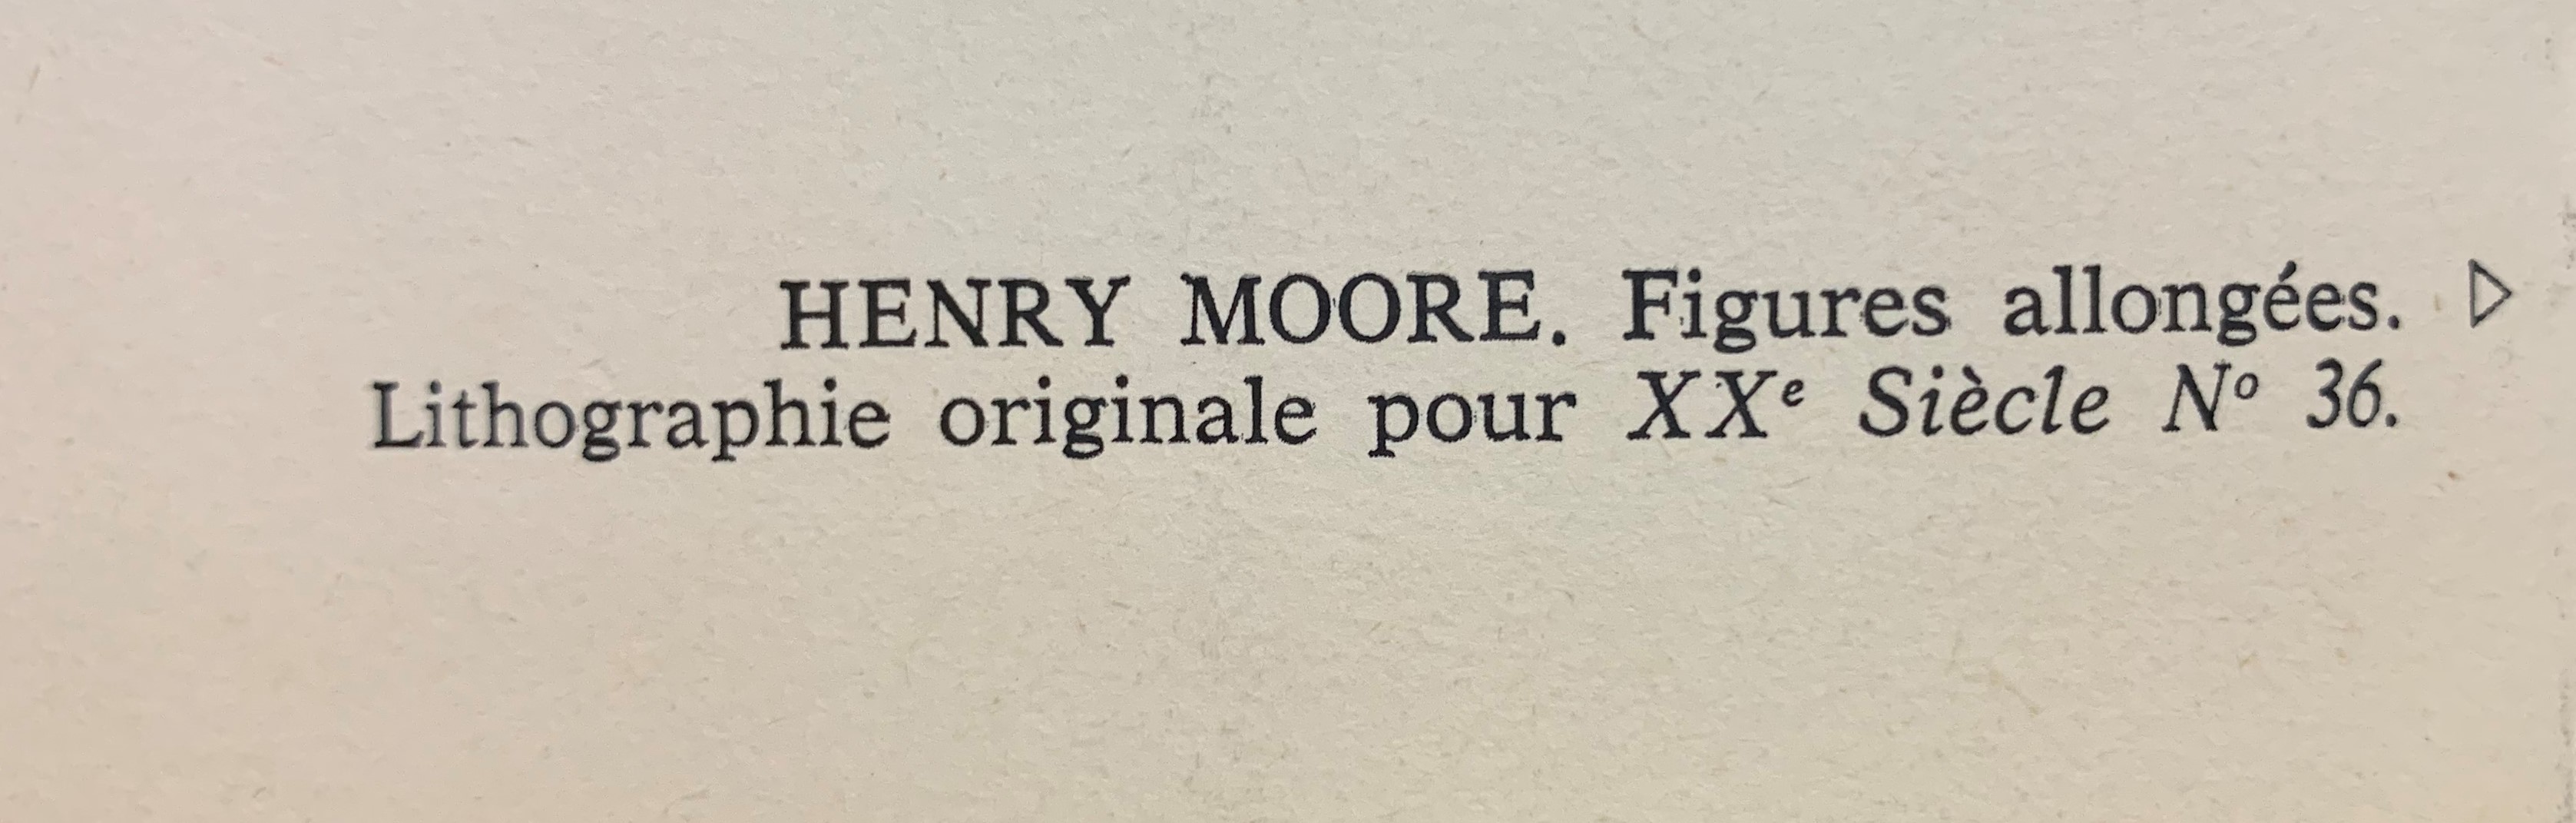 HENRY MOORE. Figures allongées. ▷
Lithographie originale pour XXᵉ Siècle Nº 36.